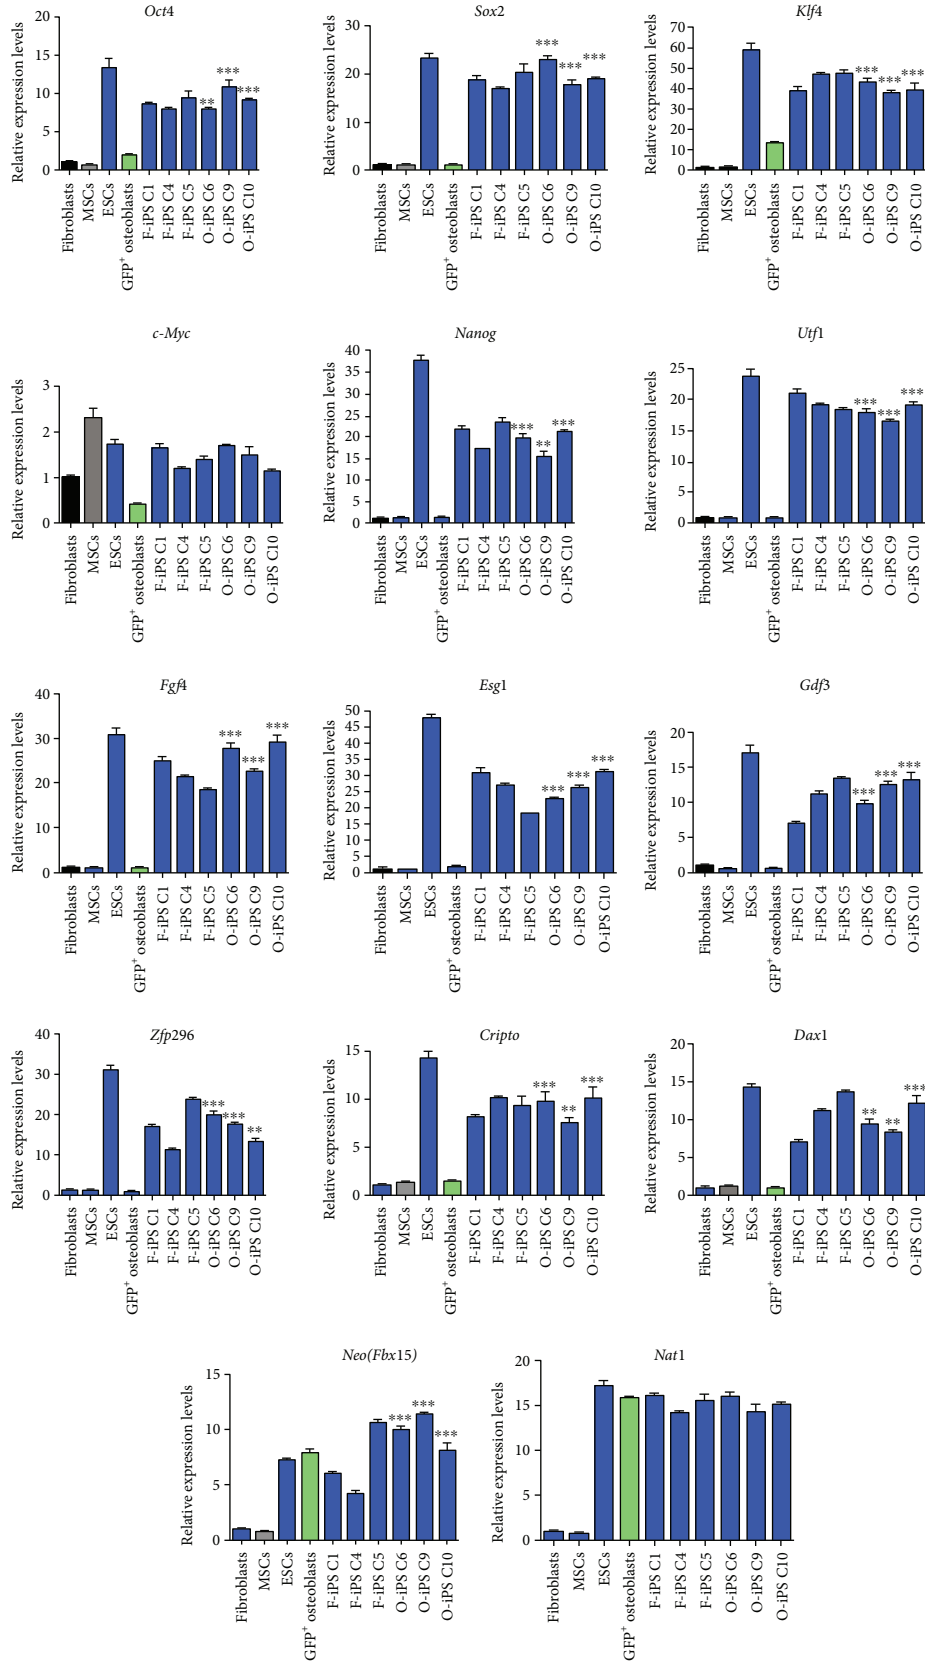 Oct4
Relative expression levels
20
15
10
5
0
**
***
***
Fibroblasts
MSCs
ESCs
GFP+ osteoblasts
F-iPS C1
F-iPS C4
F-iPS C5
O-iPS C6
O-iPS C9
O-iPS C10
Sox2
Relative expression levels
30
20
10
0
***
***
***
Fibroblasts
MSCs
ESCs
GFP+ osteoblasts
F-iPS C1
F-iPS C4
F-iPS C5
O-iPS C6
O-iPS C9
O-iPS C10
Klf4
Relative expression levels
70
60
50
40
30
20
10
0
***
***
***
Fibroblasts
MSCs
ESCs
GFP+ osteoblasts
F-iPS C1
F-iPS C4
F-iPS C5
O-iPS C6
O-iPS C9
O-iPS C10
c-Myc
Relative expression levels
3
2
1
0
Fibroblasts
MSCs
ESCs
GFP+ osteoblasts
F-iPS C1
F-iPS C4
F-iPS C5
O-iPS C6
O-iPS C9
O-iPS C10
Nanog
Relative expression levels
40
35
30
25
20
15
10
5
0
***
**
***
Fibroblasts
MSCs
ESCs
GFP+ osteoblasts
F-iPS C1
F-iPS C4
F-iPS C5
O-iPS C6
O-iPS C9
O-iPS C10
Utf1
Relative expression levels
25
20
15
10
5
0
***
***
***
Fibroblasts
MSCs
ESCs
GFP+ osteoblasts
F-iPS C1
F-iPS C4
F-iPS C5
O-iPS C6
O-iPS C9
O-iPS C10
Fgf4
Relative expression levels
40
30
20
10
0
***
***
***
Fibroblasts
MSCs
ESCs
GFP+ osteoblasts
F-iPS C1
F-iPS C4
F-iPS C5
O-iPS C6
O-iPS C9
O-iPS C10
Esg1
Relative expression levels
50
45
40
35
30
25
20
15
10
5
0
***
***
***
Fibroblasts
MSCs
ESCs
GFP+ osteoblasts
F-iPS C1
F-iPS C4
F-iPS C5
O-iPS C6
O-iPS C9
O-iPS C10
Gdf3
Relative expression levels
20
15
10
5
0
***
***
***
Fibroblasts
MSCs
ESCs
GFP+ osteoblasts
F-iPS C1
F-iPS C4
F-iPS C5
O-iPS C6
O-iPS C9
O-iPS C10
Zfp296
Relative expression levels
40
30
20
10
0
***
***
**
Fibroblasts
MSCs
ESCs
GFP+ osteoblasts
F-iPS C1
F-iPS C4
F-iPS C5
O-iPS C6
O-iPS C9
O-iPS C10
Cripto
Relative expression levels
15
10
5
0
***
**
***
Fibroblasts
MSCs
ESCs
GFP+ osteoblasts
F-iPS C1
F-iPS C4
F-iPS C5
O-iPS C6
O-iPS C9
O-iPS C10
Dax1
Relative expression levels
20
15
10
5
0
**
**
***
Fibroblasts
MSCs
ESCs
GFP+ osteoblasts
F-iPS C1
F-iPS C4
F-iPS C5
O-iPS C6
O-iPS C9
O-iPS C10
Neo(Fbx15)
Relative expression levels
15
10
5
0
***
***
***
Fibroblasts
MSCs
ESCs
GFP+ osteoblasts
F-iPS C1
F-iPS C4
F-iPS C5
O-iPS C6
O-iPS C9
O-iPS C10
Nat1
Relative expression levels
20
15
10
5
0
Fibroblasts
MSCs
ESCs
GFP+ osteoblasts
F-iPS C1
F-iPS C4
F-iPS C5
O-iPS C6
O-iPS C9
O-iPS C10